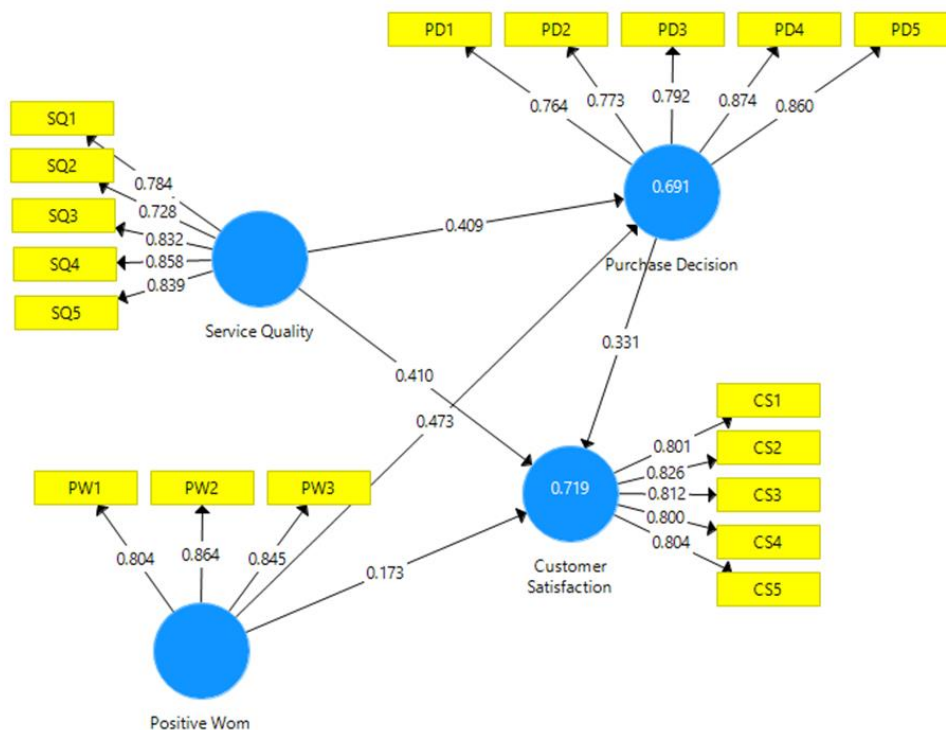 PD1
PD2
PD3
PD4
PD5
0.764
0.773
0.792
0.874
0.860
SQ1
SQ2
SQ3
SQ4
SQ5
0.784
0.728
0.832
0.858
0.839
Service Quality
0.691
Purchase Decision
0.409
0.410
0.473
0.331
PW1
PW2
PW3
0.804
0.864
0.845
Positive Wom
0.173
0.719
Customer
Satisfaction
0.801
0.826
0.812
0.800
0.804
CS1
CS2
CS3
CS4
CS5